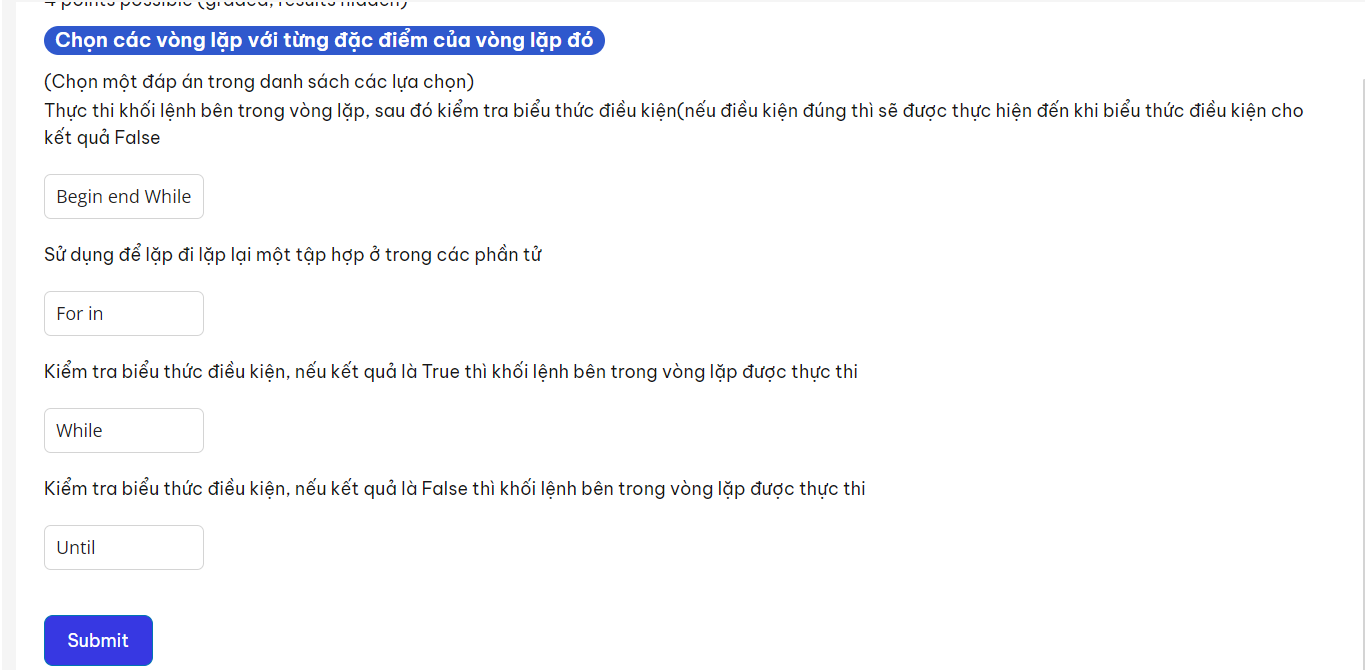 4 points possible (graded, results hidden)
Chọn các vòng lặp với từng đặc điểm của vòng lặp đó
(Chọn một đáp án trong danh sách các lựa chọn)
Thực thi khối lệnh bên trong vòng lặp, sau đó kiểm tra biểu thức điều kiện(nếu điều kiện đúng thì sẽ được thực hiện đến khi biểu thức điều kiện cho
kết quả False
Begin end While
Sử dụng để lặp đi lặp lại một tập hợp ở trong các phần tử
For in
Kiểm tra biểu thức điều kiện, nếu kết quả là True thì khối lệnh bên trong vòng lặp được thực thi
While
Kiểm tra biểu thức điều kiện, nếu kết quả là False thì khối lệnh bên trong vòng lặp được thực thi
Until
Submit